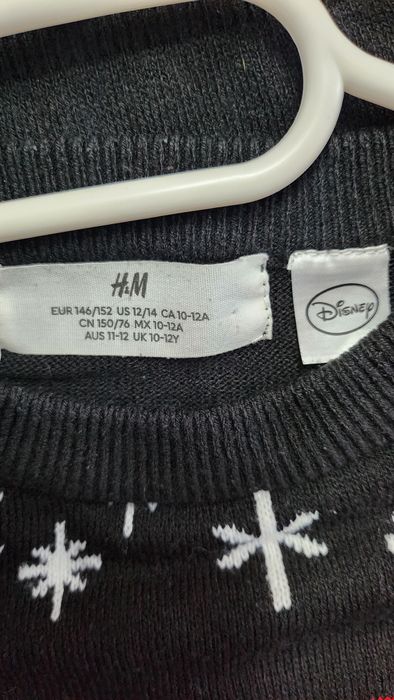 H&M
EUR 146/152 US 12/14 CA 10-12A
CN 150/76 MX 10-12A
AUS 11-12 UK 10-12Y
Disney